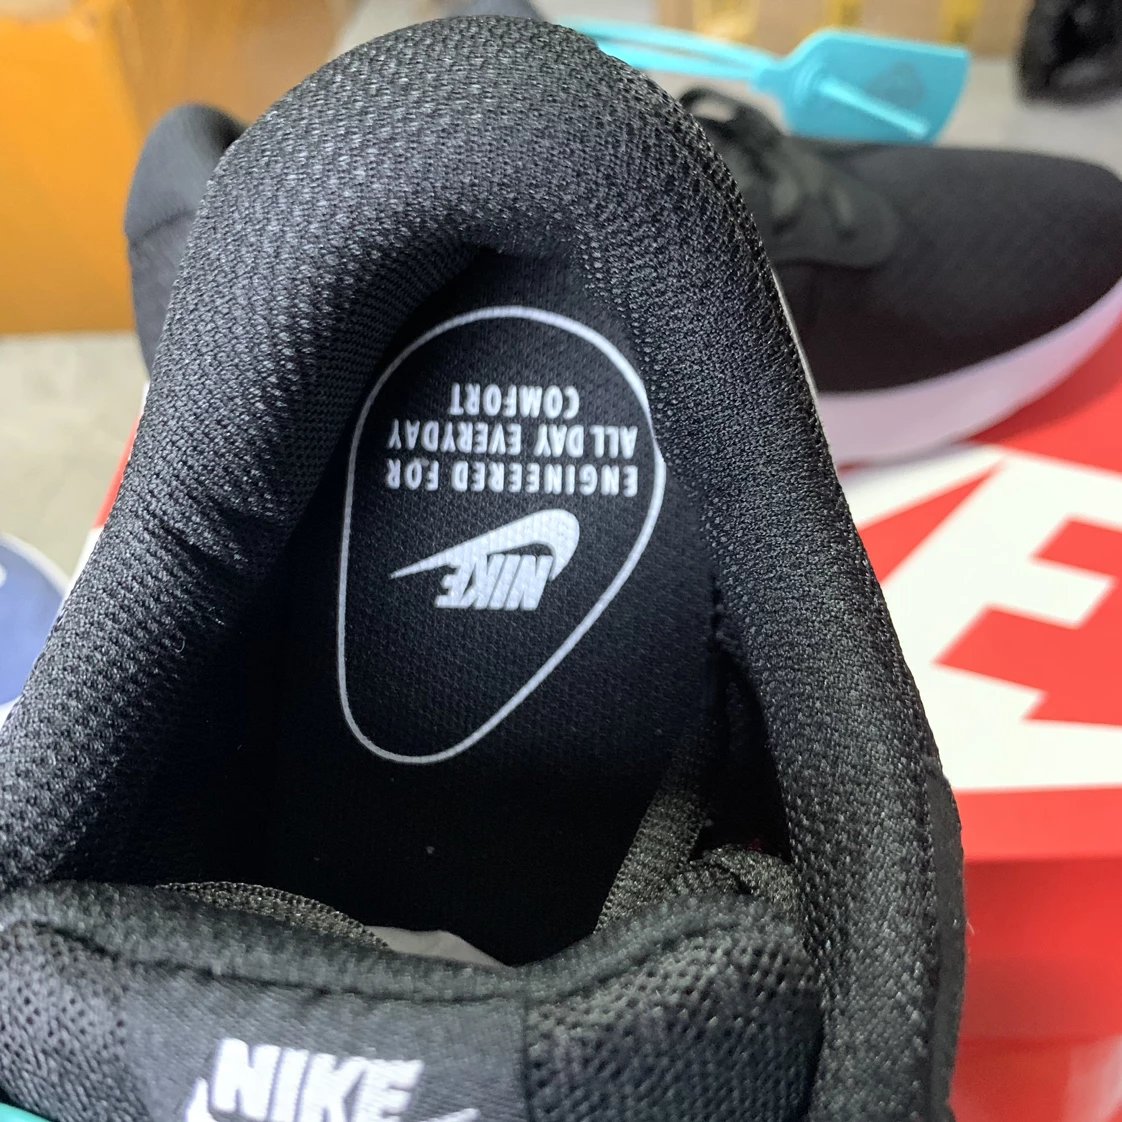 NIKE
ENGINEERED FOR
ALL DAY EVERYDAY
COMFORT
NIKE